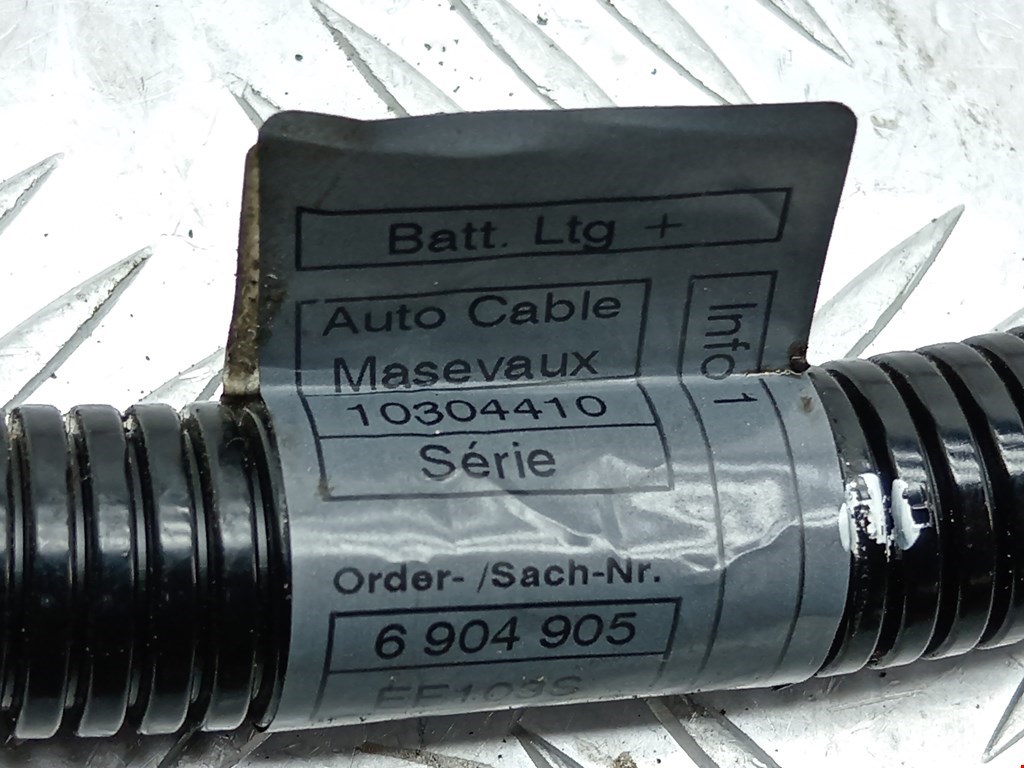 Batt. Ltg +
Auto Cable
Masevaux
10304410
Série
Info 1
Order- /Sach-Nr.
6 904 905